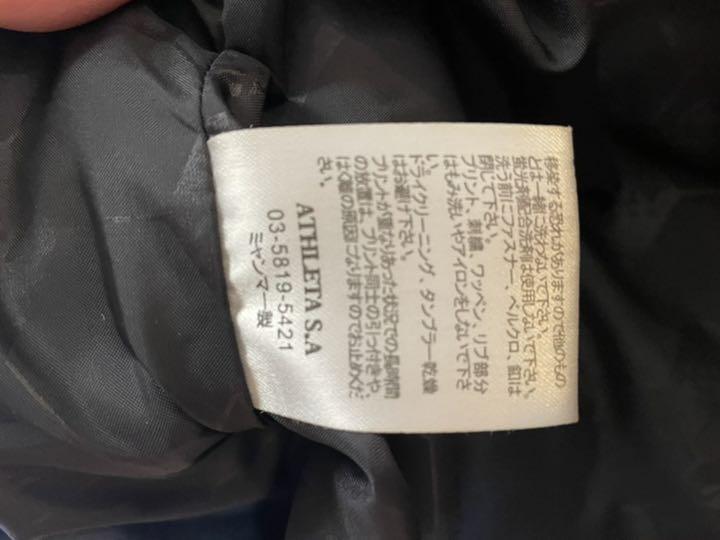 移染する恐れがありますので他のもの
とは一緒に洗わないで下さい。
蛍光剤配合洗剤は使用しないで下さい。
洗う前にファスナー、ベルクロ、釦は
閉じて下さい。
プリント、刺繍、ワッペン、リブ部分
はもみ洗いやアイロンをしないで下さ
い。
ドライクリーニング、タンブラー乾燥
はお避け下さい。
プリントが重なりあった状況での長時間
の放置は、プリント同士の引っ付きや、
はく離の原因になりますのでお止めくだ
さい。
ATHLETA S.A
03-5819-5421
ミャンマー製